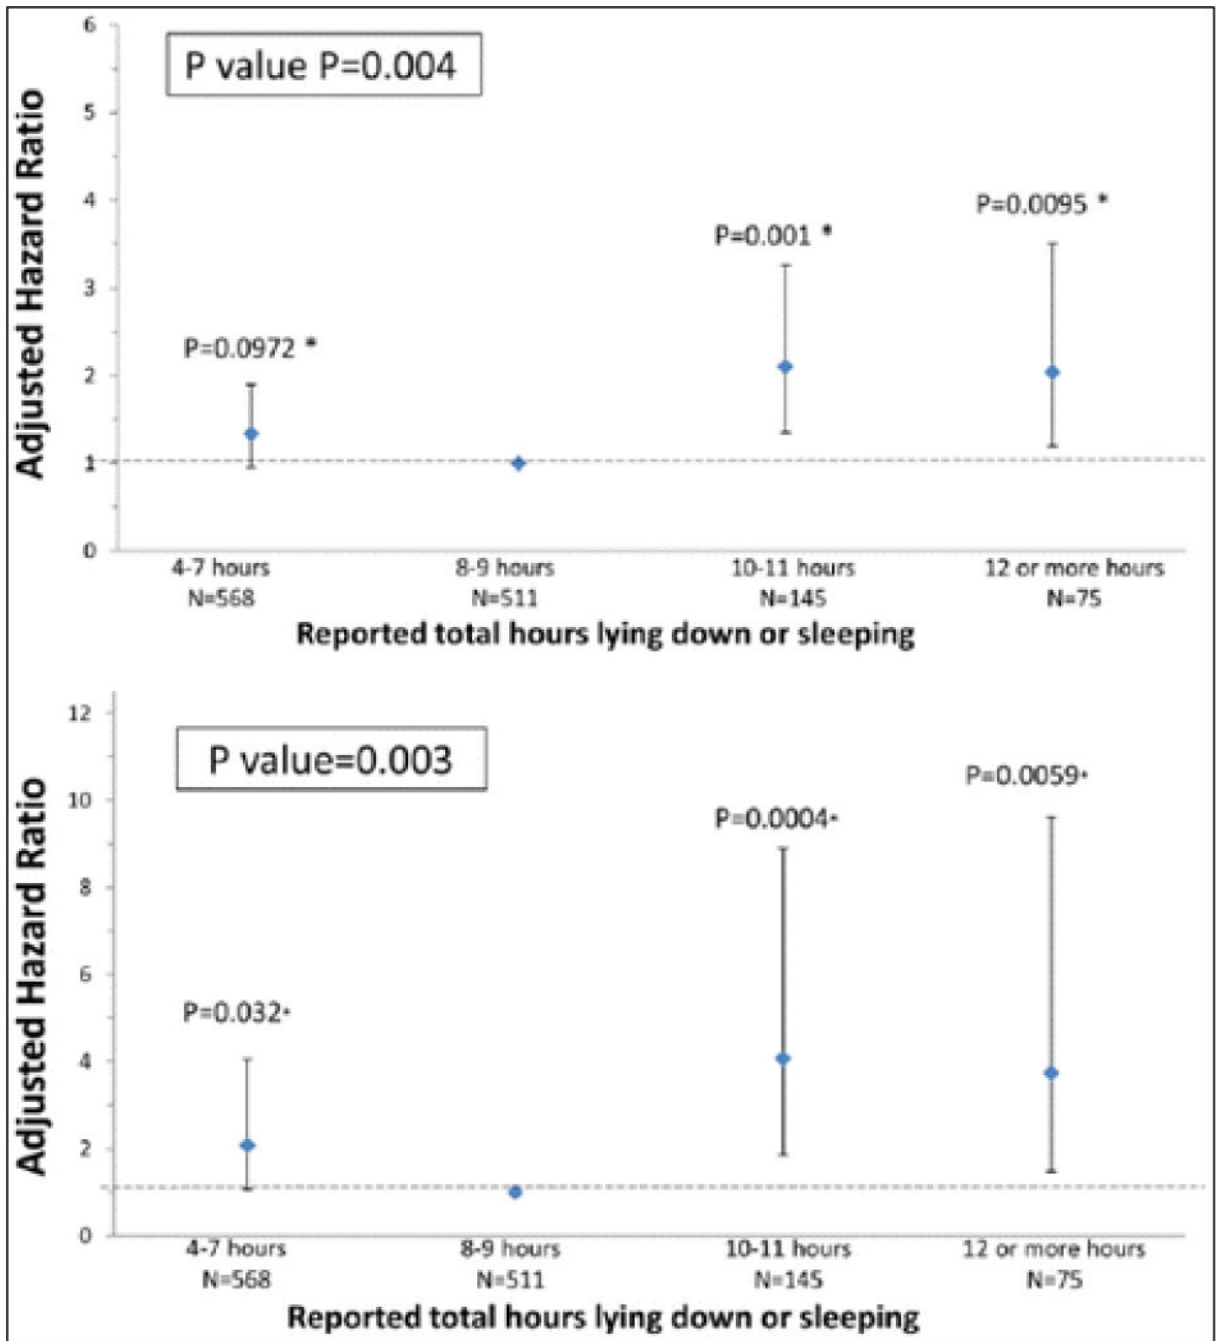 P value P=0.004
Adjusted Hazard Ratio
6
5
4
3
2
1
0
P=0.0972 *
P=0.001 *
P=0.0095 *
4-7 hours 8-9 hours 10-11 hours 12 or more hours
N=568 N=511 N=145 N=75
Reported total hours lying down or sleeping
P value=0.003
Adjusted Hazard Ratio
12
10
8
6
4
2
0
P=0.032*
P=0.0004*
P=0.0059*
4-7 hours 8-9 hours 10-11 hours 12 or more hours
N=568 N=511 N=145 N=75
Reported total hours lying down or sleeping